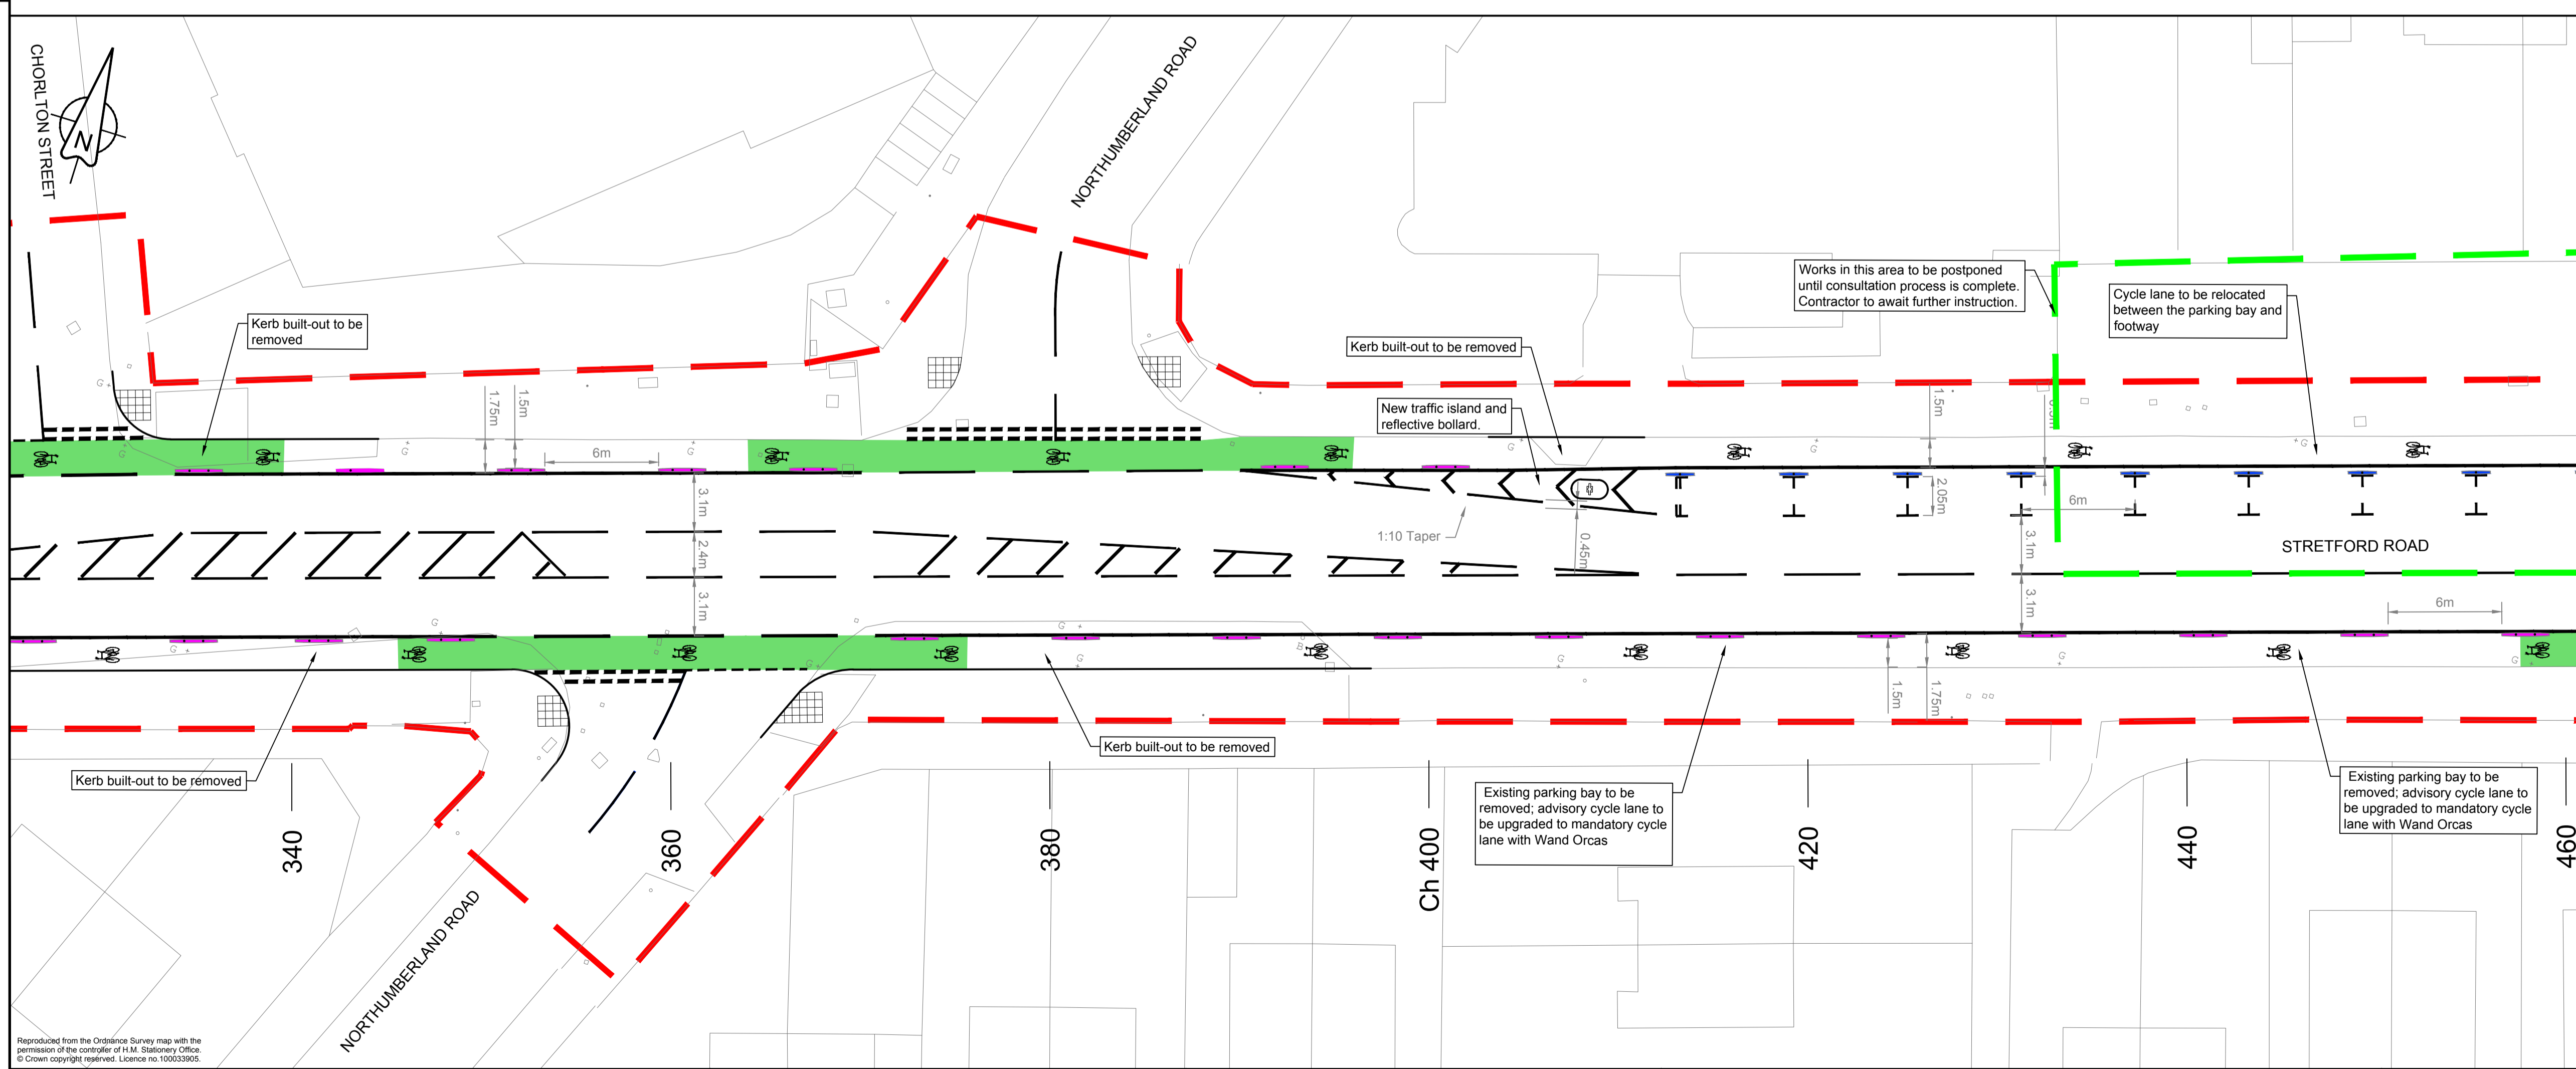 CHORLTON STREET
N
NORTHUMBERLAND ROAD
Kerb built-out to be
removed
1.75m
1.5m
6m
3.1m
2.4m
3.1m
Kerb built-out to be removed
New traffic island and
reflective bollard.
1:10 Taper
0.45m
Works in this area to be postponed
until consultation process is complete.
Contractor to await further instruction.
Cycle lane to be relocated
between the parking bay and
footway
1.5m
2.05m
6m
3.1m
3.1m
STRETFORD ROAD
6m
1.5m
1.75m
Kerb built-out to be removed
Kerb built-out to be removed
Existing parking bay to be
removed; advisory cycle lane to
be upgraded to mandatory cycle
lane with Wand Orcas
Existing parking bay to be
removed; advisory cycle lane to
be upgraded to mandatory cycle
lane with Wand Orcas
340
360
380
Ch 400
420
440
460
NORTHUMBERLAND ROAD
Reproduced from the Ordnance Survey map with the
permission of the controller of H.M. Stationery Office.
© Crown copyright reserved. Licence no.100033905.